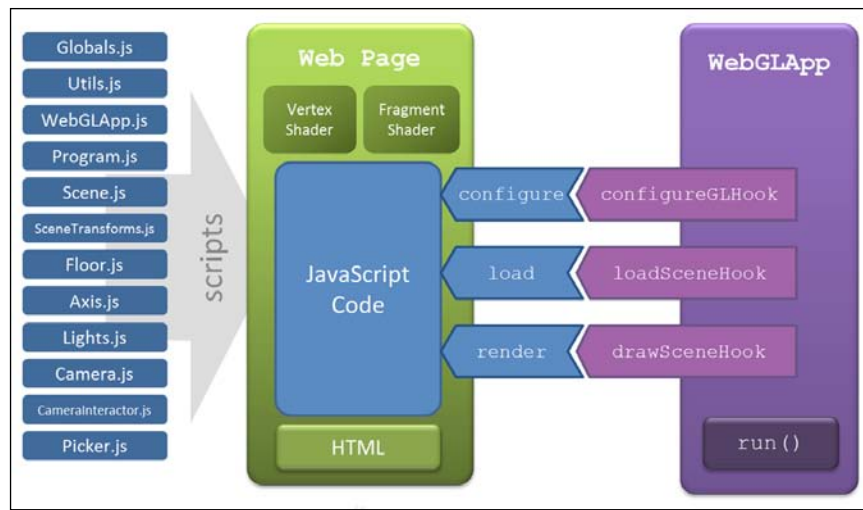 Globals.js
Utils.js
WebGLApp.js
Program.js
Scene.js
SceneTransforms.js
Floor.js
Axis.js
Lights.js
Camera.js
CameraInteractor.js
Picker.js
scripts
Web Page
Vertex
Shader
Fragment
Shader
JavaScript
Code
HTML
configure
load
render
WebGLApp
configureGLHook
loadSceneHook
drawSceneHook
run()